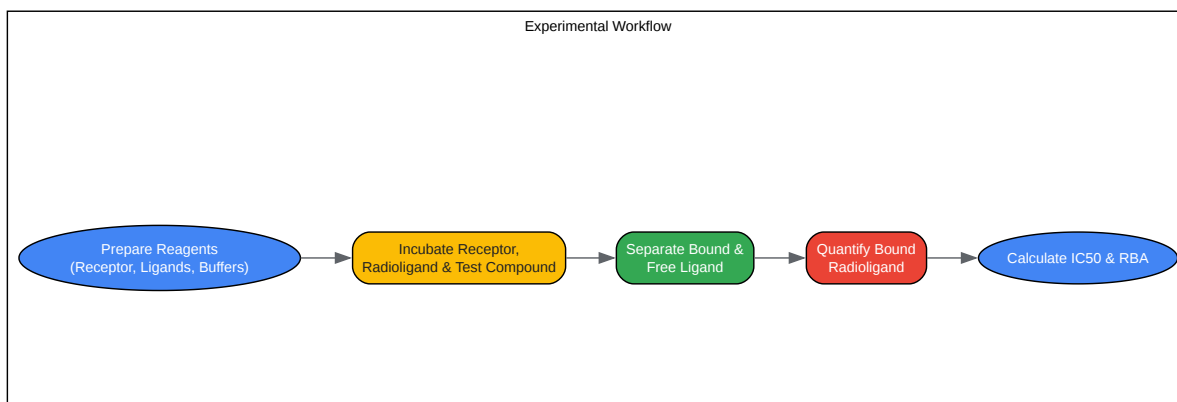 Experimental Workflow
Prepare Reagents
(Receptor, Ligands, Buffers)
Incubate Receptor,
Radioligand & Test Compound
Separate Bound &
Free Ligand
Quantify Bound
Radioligand
Calculate IC50 & RBA